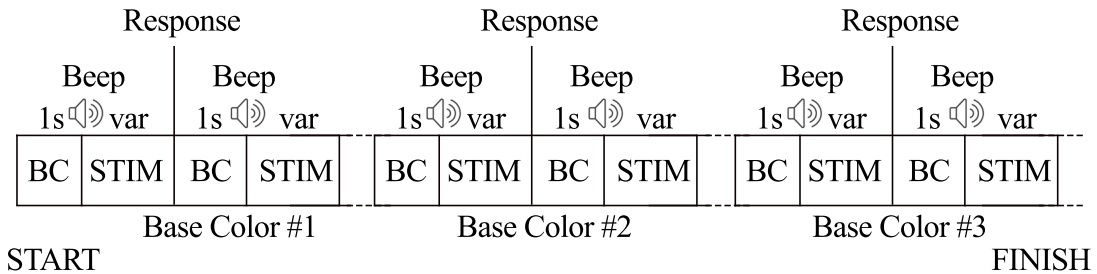 Response Response Response
Beep Beep Beep Beep Beep Beep
1s var 1s var 1s var 1s var 1s var 1s var
BC STIM BC STIM BC STIM BC STIM BC STIM BC STIM
Base Color #1 Base Color #2 Base Color #3
START FINISH